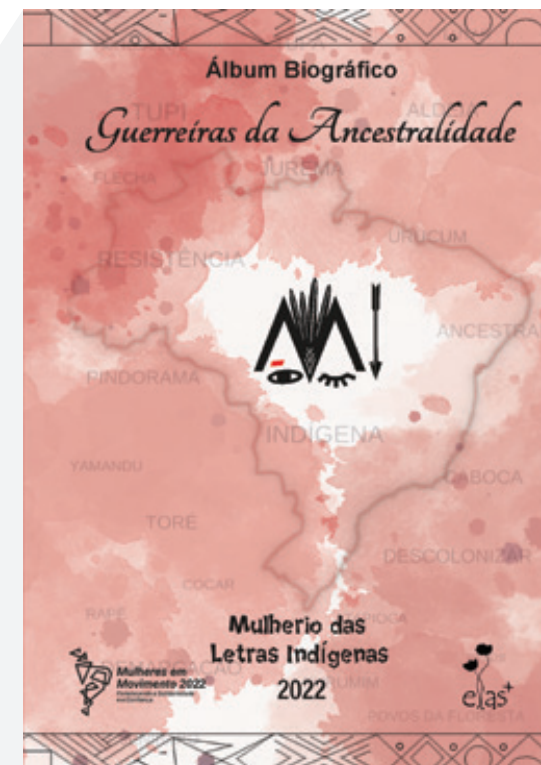 Álbum Biográfico
TUPI
ALDEIA
Guerreiras da Ancestralidade
FLECHA
JUREMA
URUCUM
RESISTÊNCIA
ANCESTRA
PINDORAMA
INDÍGENA
YAMANDU
CABOCA
TORÉ
DESCOLONIZAR
COCAR
RAPÉ
Mulherio das
Letras Indígenas
2022
Mulheres em
Movimento 2022
elas+
POVOS DA FLORESTA